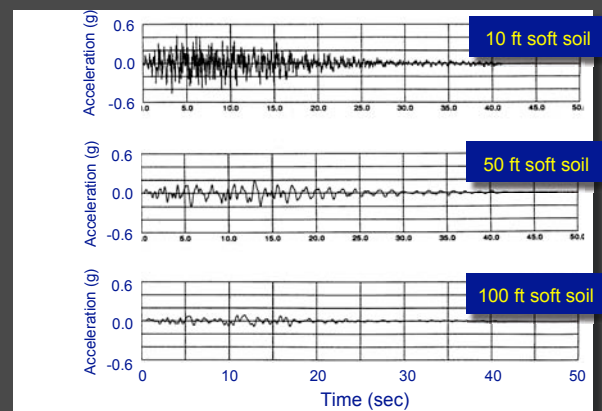 Acceleration (g)
0.6
0.0
-0.6
10 ft soft soil
5.0 10.0 15.0 20.0 25.0 30.0 35.0 40.0 45.0
Acceleration (g)
0.6
0.0
-0.6
50 ft soft soil
5.0 10.0 15.0 20.0 25.0 30.0 35.0 40.0 45.0
Acceleration (g)
0.6
0.0
-0.6
100 ft soft soil
0 10 20 30 40 50
Time (sec)